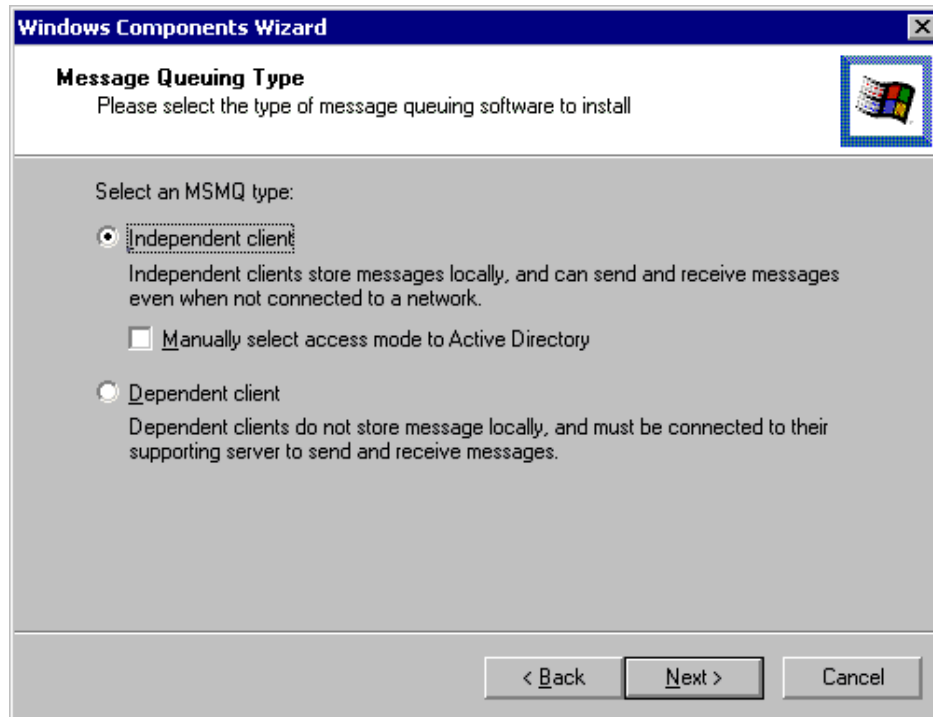 Windows Components Wizard
Message Queuing Type
Please select the type of message queuing software to install
Select an MSMQ type:
Independent client
Independent clients store messages locally, and can send and receive messages
even when not connected to a network.
Manually select access mode to Active Directory
Dependent client
Dependent clients do not store message locally, and must be connected to their
supporting server to send and receive messages.
< Back Next > Cancel